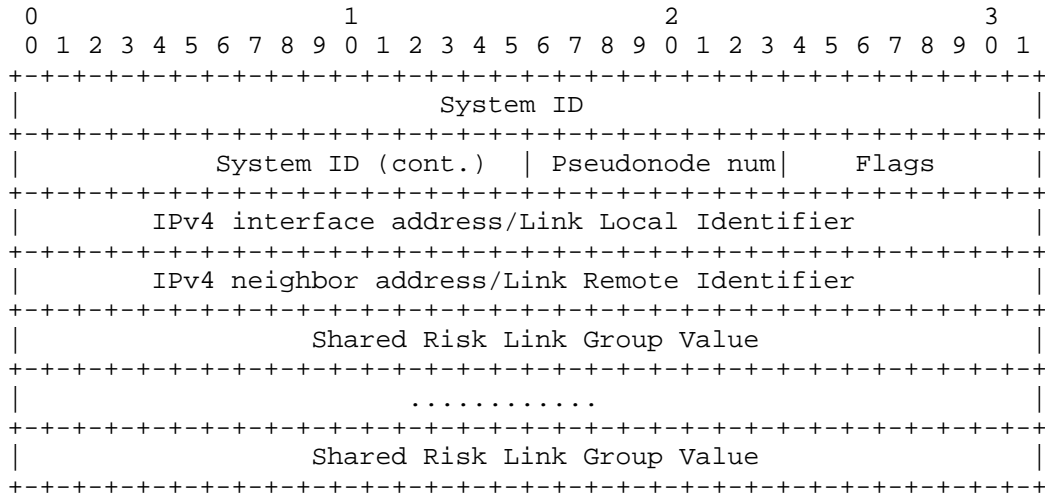 0                   1                   2                   3
 0 1 2 3 4 5 6 7 8 9 0 1 2 3 4 5 6 7 8 9 0 1 2 3 4 5 6 7 8 9 0 1
+-+-+-+-+-+-+-+-+-+-+-+-+-+-+-+-+-+-+-+-+-+-+-+-+-+-+-+-+-+-+-+-+
|                          System ID                            |
+-+-+-+-+-+-+-+-+-+-+-+-+-+-+-+-+-+-+-+-+-+-+-+-+-+-+-+-+-+-+-+-+
|            System ID (cont.)  | Pseudonode num|    Flags      |
+-+-+-+-+-+-+-+-+-+-+-+-+-+-+-+-+-+-+-+-+-+-+-+-+-+-+-+-+-+-+-+-+
|        IPv4 interface address/Link Local Identifier           |
+-+-+-+-+-+-+-+-+-+-+-+-+-+-+-+-+-+-+-+-+-+-+-+-+-+-+-+-+-+-+-+-+
|        IPv4 neighbor address/Link Remote Identifier           |
+-+-+-+-+-+-+-+-+-+-+-+-+-+-+-+-+-+-+-+-+-+-+-+-+-+-+-+-+-+-+-+-+
|                  Shared Risk Link Group Value                 |
+-+-+-+-+-+-+-+-+-+-+-+-+-+-+-+-+-+-+-+-+-+-+-+-+-+-+-+-+-+-+-+-+
|                        ............                           |
+-+-+-+-+-+-+-+-+-+-+-+-+-+-+-+-+-+-+-+-+-+-+-+-+-+-+-+-+-+-+-+-+
|                  Shared Risk Link Group Value                 |
+-+-+-+-+-+-+-+-+-+-+-+-+-+-+-+-+-+-+-+-+-+-+-+-+-+-+-+-+-+-+-+-+